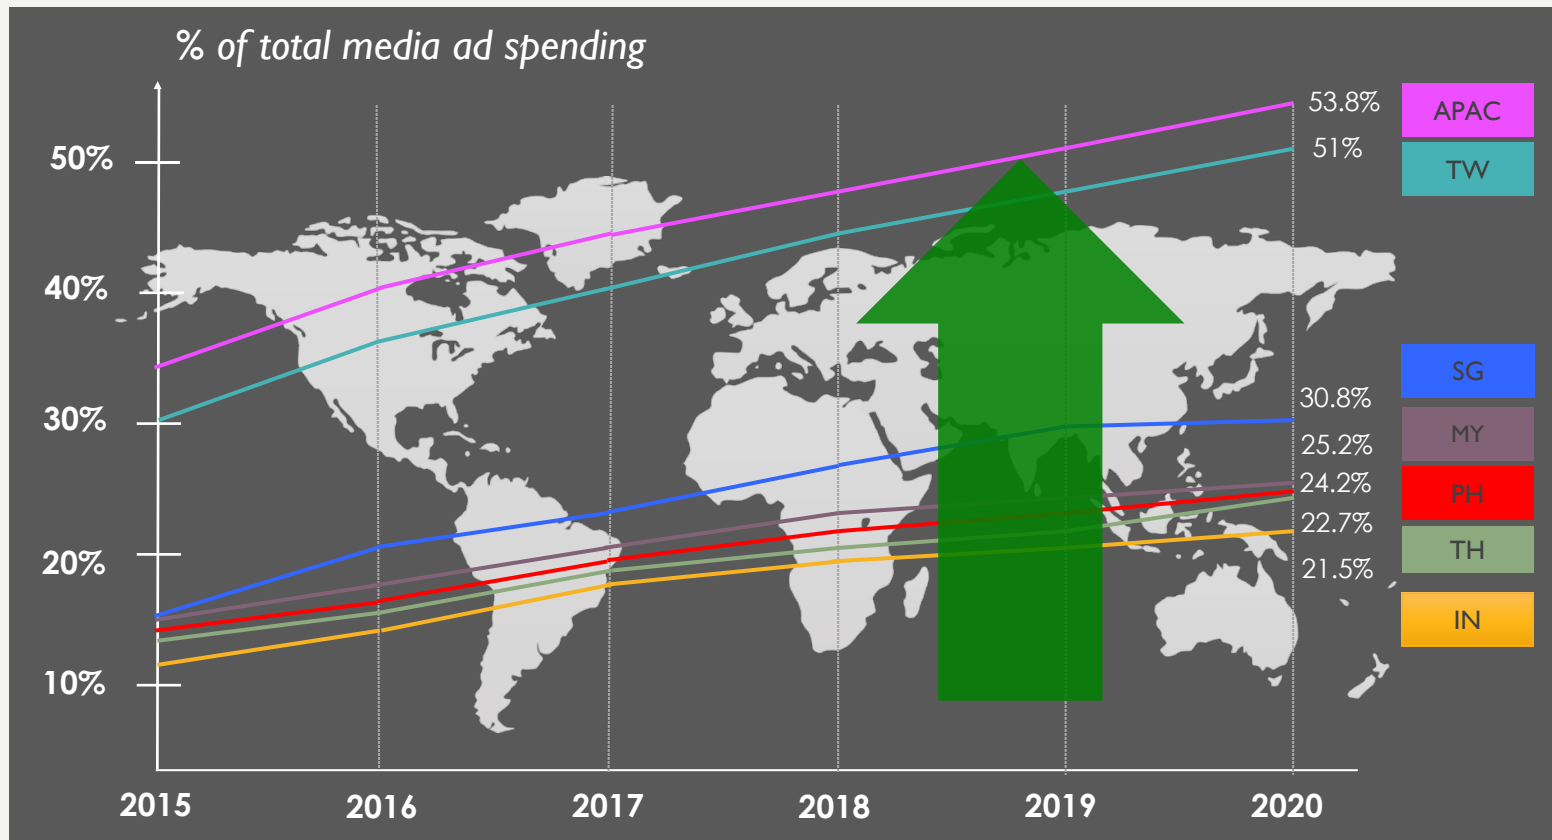 % of total media ad spending
53.8%
APAC
50%
51%
TW
40%
30%
30.8%
SG
25.2%
MY
24.2%
PH
20%
22.7%
TH
21.5%
IN
10%
2015
2016
2017
2018
2019
2020